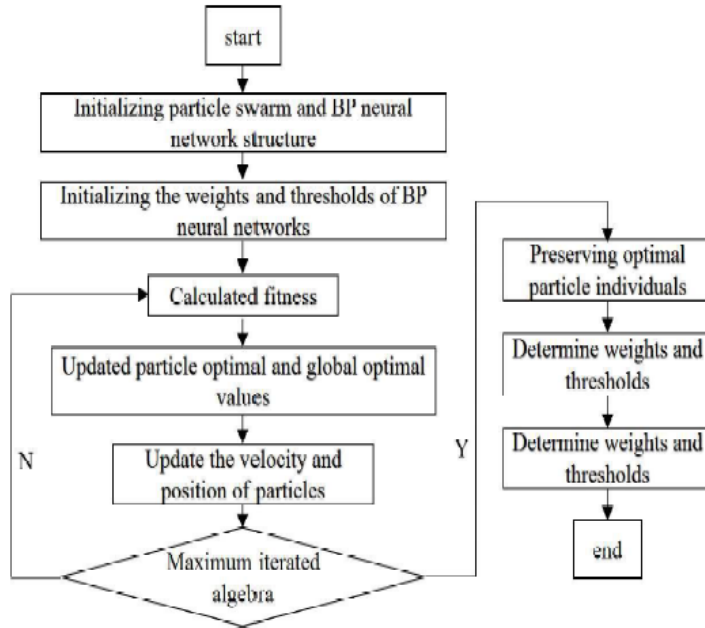 start
Initializing particle swarm and BP neural
network structure
Initializing the weights and thresholds of BP
neural networks
Calculated fitness
Updated particle optimal and global optimal
values
Update the velocity and
position of particles
Maximum iterated
algebra
N
Y
Preserving optimal
particle individuals
Determine weights and
thresholds
Determine weights and
thresholds
end